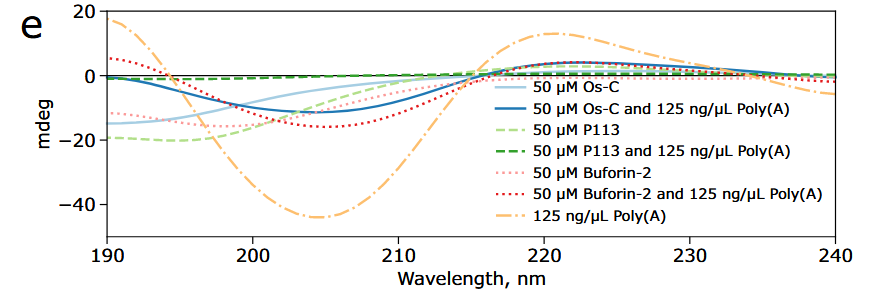 e
20
0
−20
−40
mdeg
50 μM Os-C
50 μM Os-C and 125 ng/μL Poly(A)
50 μM P113
50 μM P113 and 125 ng/μL Poly(A)
50 μM Buforin-2
50 μM Buforin-2 and 125 ng/μL Poly(A)
125 ng/μL Poly(A)
190 200 210 220 230 240
Wavelength, nm